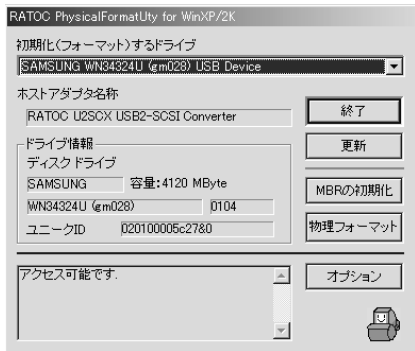 RATOC PhysicalFormatUty for WinXP/2K
初期化(フォーマット)するドライブ
SAMSUNG WN34324U (gm028) USB Device
ホストアダプタ名称
RATOC U2SCX USB2-SCSI Converter
終了
ドライブ情報
更新
ディスクドライブ
SAMSUNG 容量:4120 MByte
MBRの初期化
WN34324U (gm028) 0104
物理フォーマット
ユニークID 020100005c27&0
アクセス可能です.
オプション